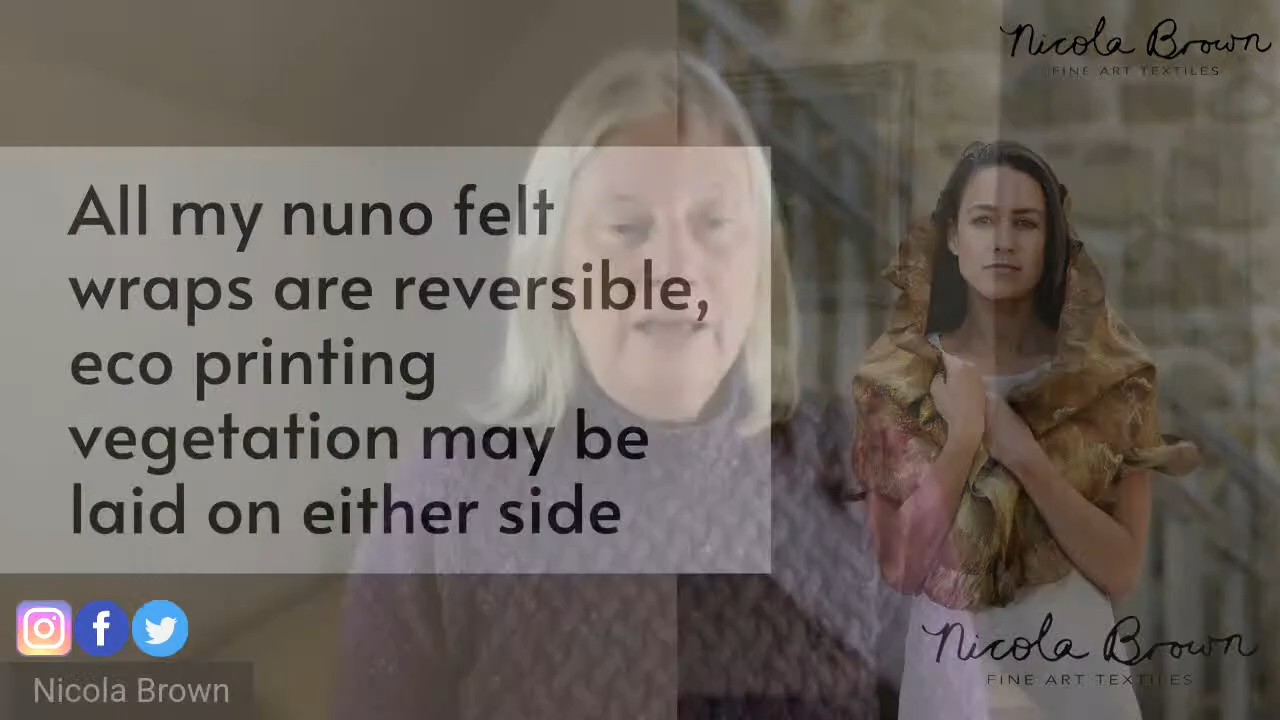 Nicola Brown
FINE ART TEXTILES
All my nuno felt
wraps are reversible,
eco printing
vegetation may be
laid on either side
Nicola Brown
Nicola Brown
FINE ART TEXTILES